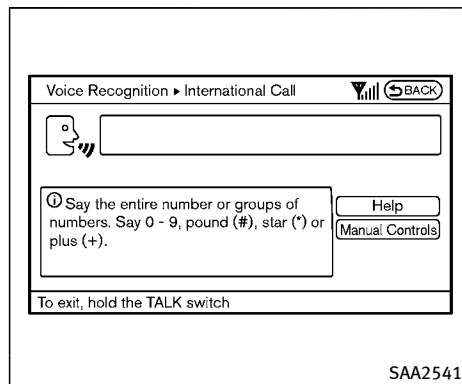 Voice Recognition ▸ International Call
BACK
ⓘ Say the entire number or groups of
numbers. Say 0 - 9, pound (#), star (*) or
plus (+).
Help
Manual Controls
To exit, hold the TALK switch
SAA2541